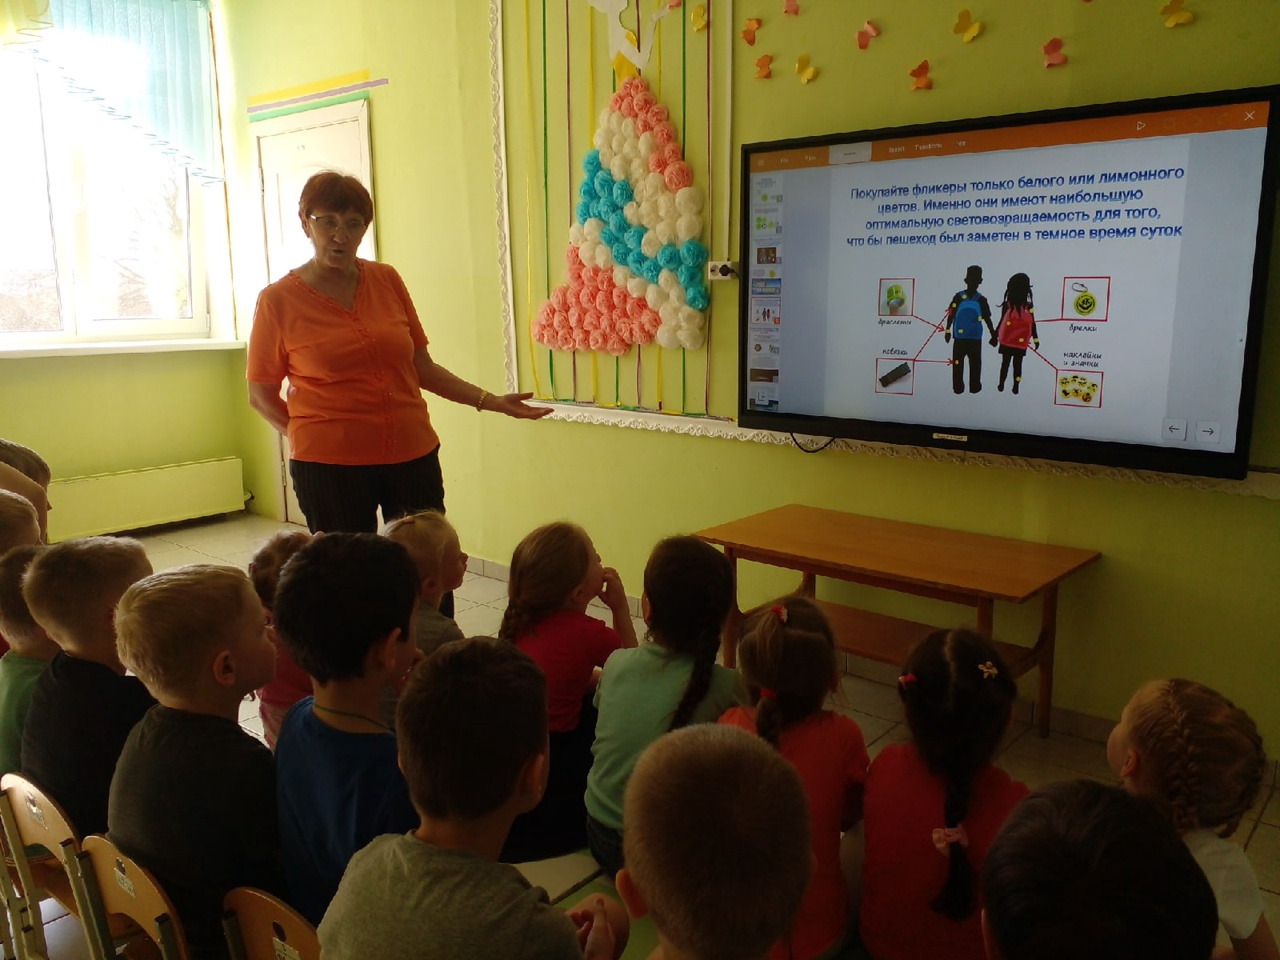 Покупайте фликеры только белого или лимонного
цветов. Именно они имеют наибольшую
оптимальную световозращаемость для того,
что бы пешеход был заметен в темное время суток
браслеты
брелки
повязки
наклейки
и значки